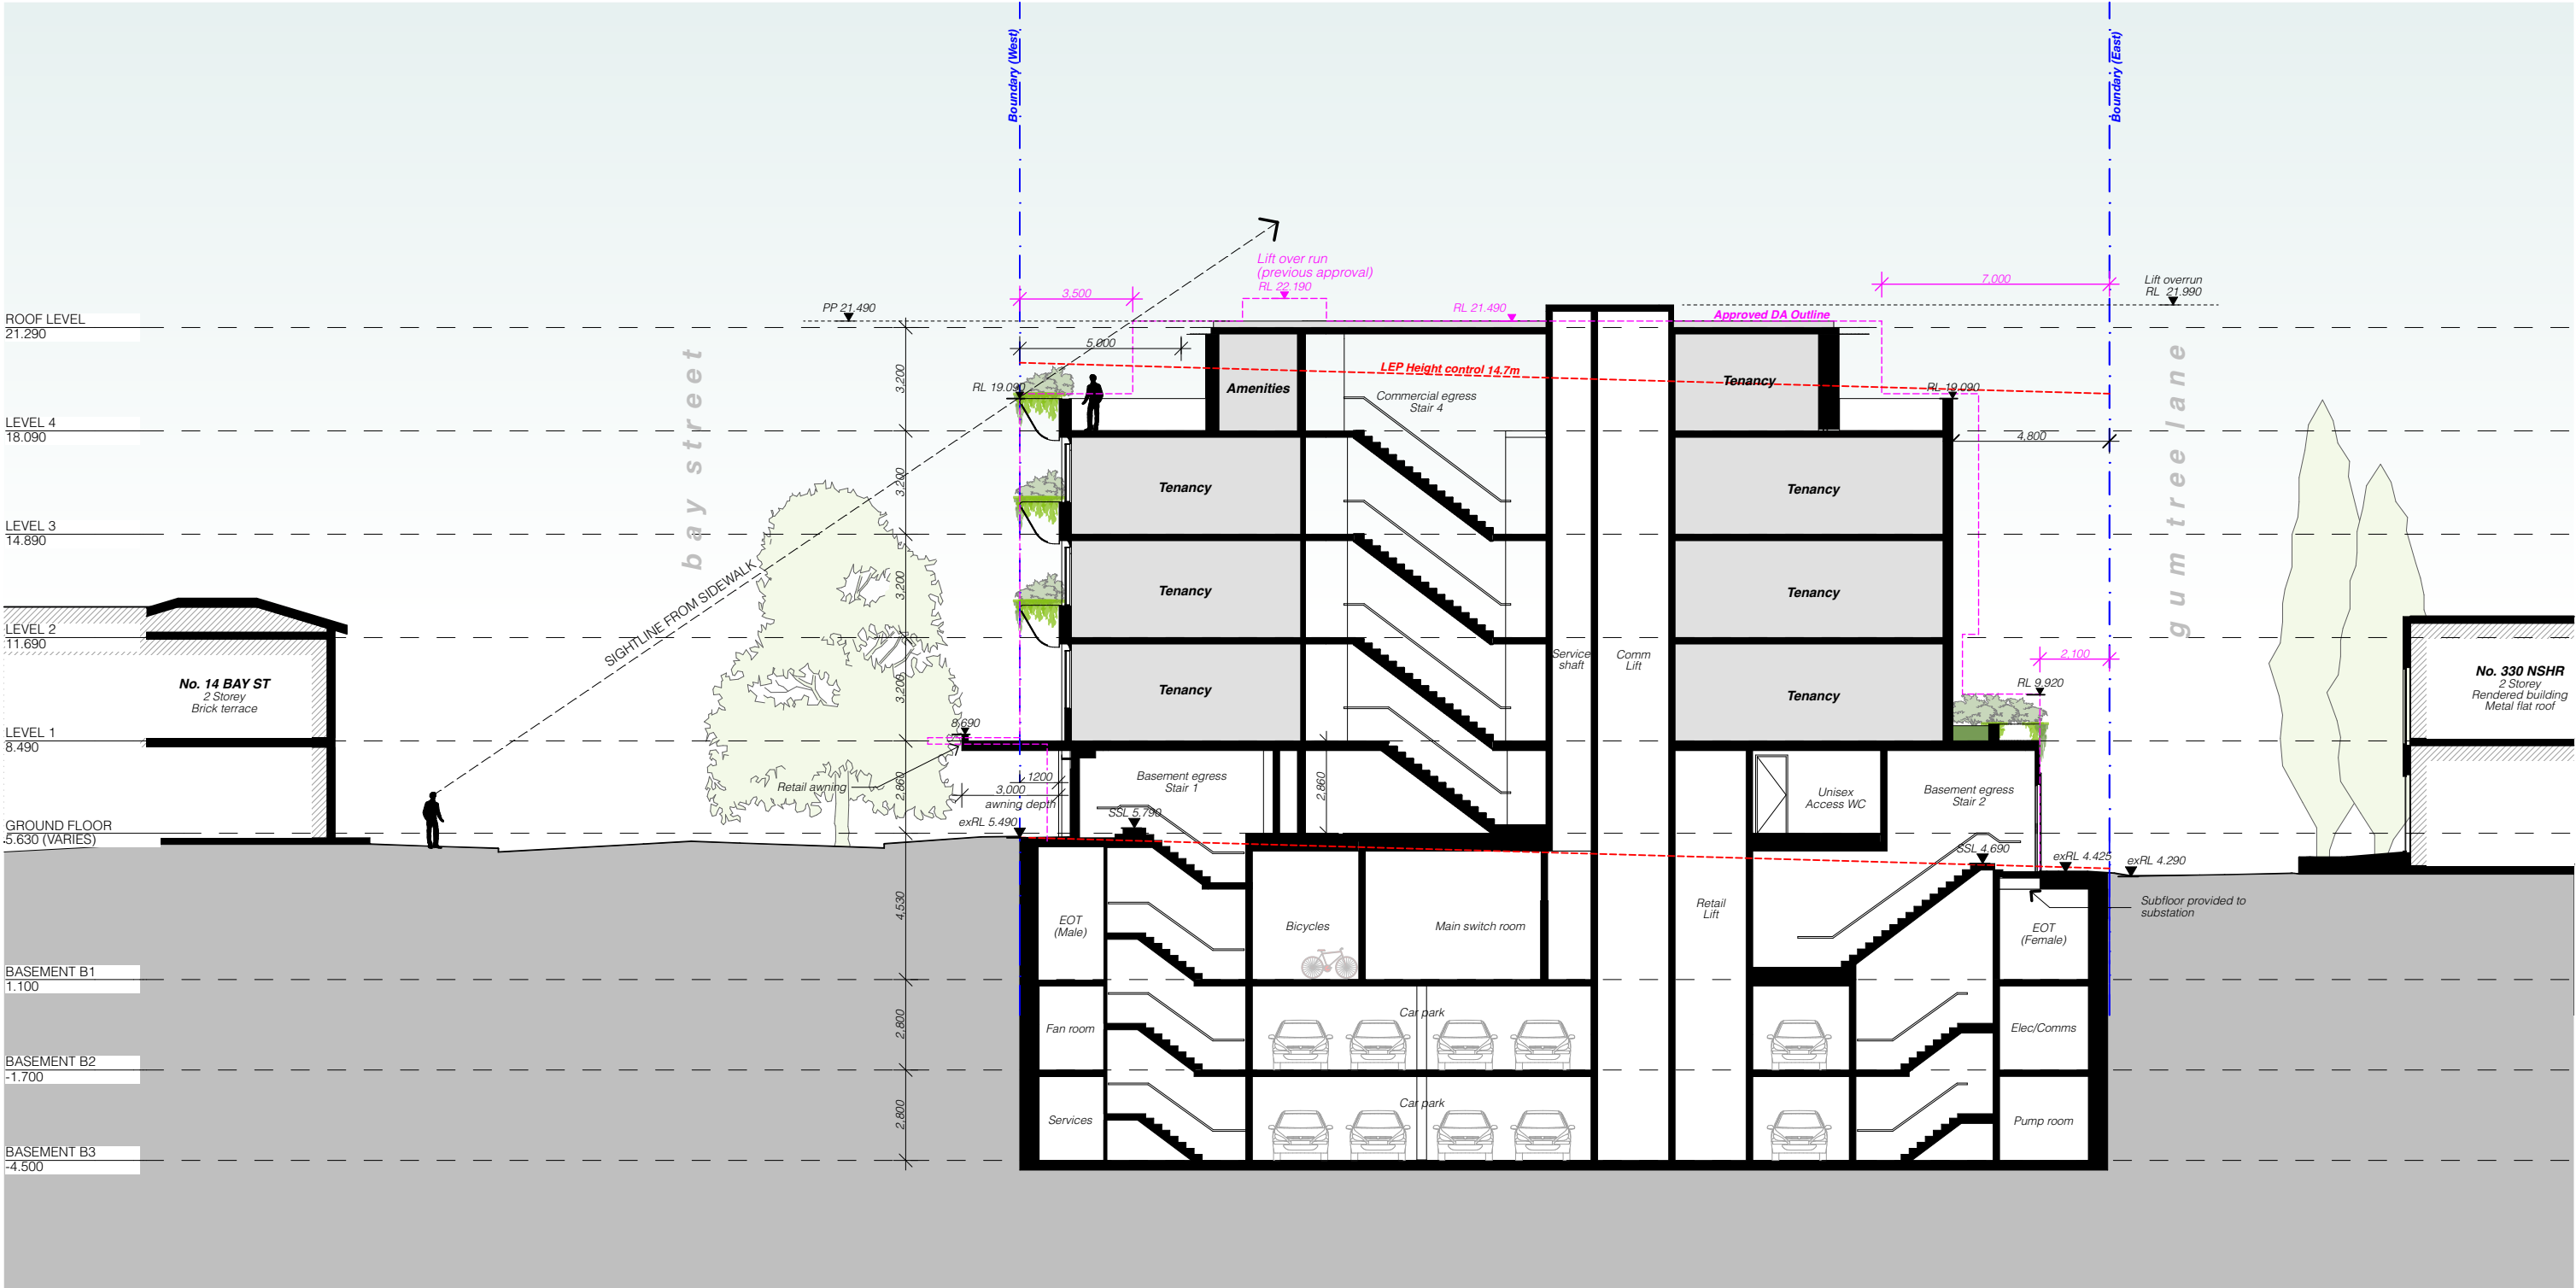 Boundary (West)
Boundary (East)
Lift over run
(previous approval)
RL 22.190
3,500
7,000
Lift overrun
RL 21.990
PP 21.490
RL 21.490
Approved DA Outline
ROOF LEVEL
21.290
5,000
LEP Height control 14.7m
3,200
RL 19.090
Amenities
Commercial egress
Stair 4
Tenancy
RL 19.090
LEVEL 4
18.090
4,800
bay street
gum tree lane
3,200
Tenancy
Tenancy
LEVEL 3
14.890
SIGHTLINE FROM SIDEWALK
3,200
Tenancy
Tenancy
LEVEL 2
11.690
Service
shaft
Comm
Lift
2,100
No. 14 BAY ST
2 Storey
Brick terrace
3,200
Tenancy
Tenancy
RL 9.920
No. 330 NSHR
2 Storey
Rendered building
Metal flat roof
8,690
LEVEL 1
8.490
Retail awning
2,860
1200
3,000
awning depth
Basement egress
Stair 1
2,860
Unisex
Access WC
Basement egress
Stair 2
GROUND FLOOR
5.630 (VARIES)
exRL 5.490
SSL 5.790
SSL 4.690
exRL 4.425
exRL 4.290
Subfloor provided to
substation
4,530
EOT
(Male)
Bicycles
Main switch room
Retail
Lift
EOT
(Female)
BASEMENT B1
1.100
2,800
Fan room
Car park
Elec/Comms
BASEMENT B2
-1.700
2,800
Services
Car park
Pump room
BASEMENT B3
-4.500